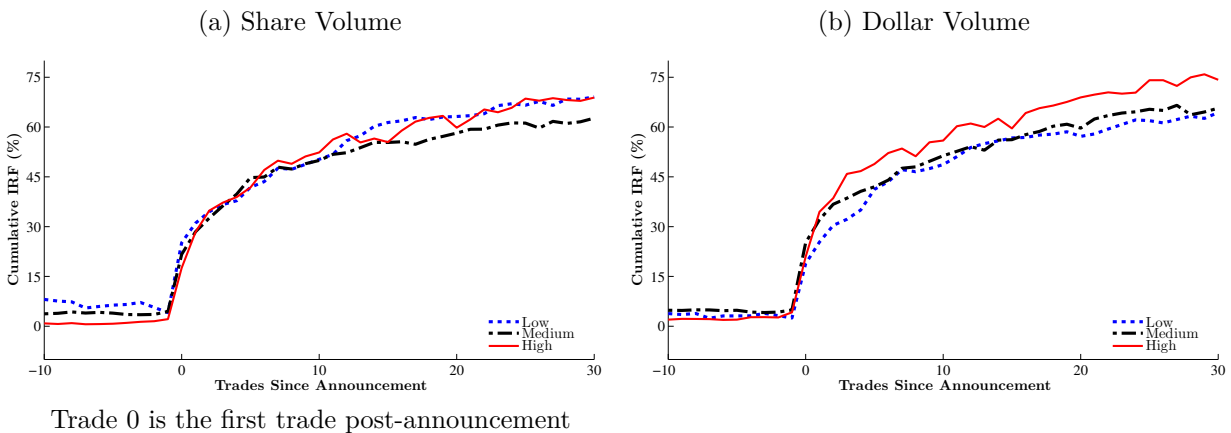 (a) Share Volume
75
60
45
30
15
0
Cumulative IRF (%)
Low
Medium
High
−10 0 10 20 30
Trades Since Announcement
(b) Dollar Volume
75
60
45
30
15
0
Cumulative IRF (%)
Low
Medium
High
−10 0 10 20 30
Trades Since Announcement
Trade 0 is the first trade post-announcement